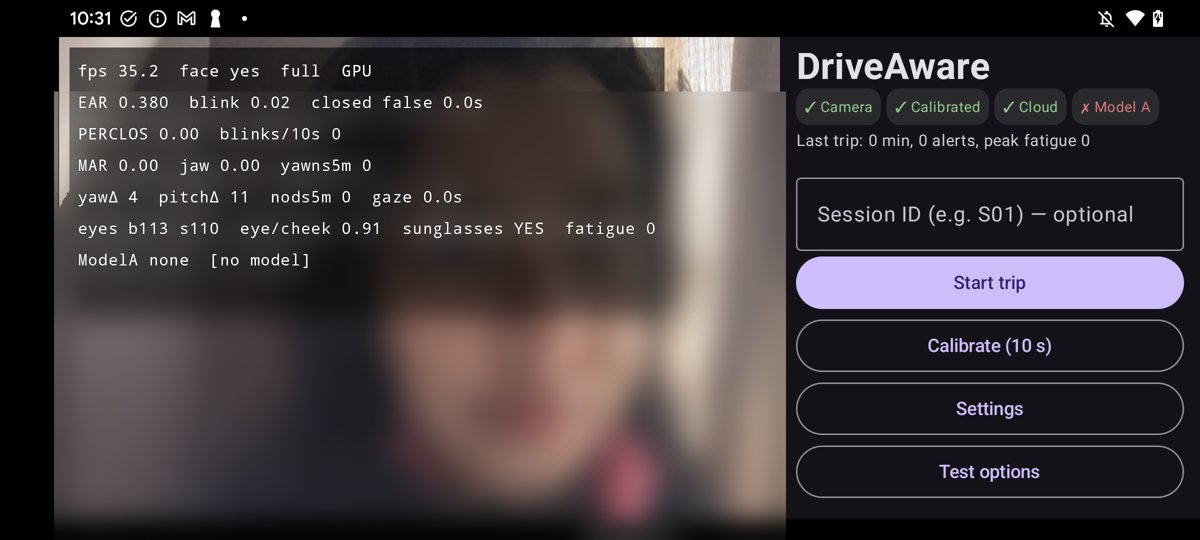 10:31
fps 35.2 face yes full GPU
EAR 0.380 blink 0.02 closed false 0.0s
PERCLOS 0.00 blinks/10s 0
MAR 0.00 jaw 0.00 yawns5m 0
yawΔ 4 pitchΔ 11 nods5m 0 gaze 0.0s
eyes b113 s110 eye/cheek 0.91 sunglasses YES fatigue 0
ModelA none [no model]
DriveAware
✓ Camera ✓ Calibrated ✓ Cloud ✗ Model A
Last trip: 0 min, 0 alerts, peak fatigue 0
Session ID (e.g. S01) — optional
Start trip
Calibrate (10 s)
Settings
Test options